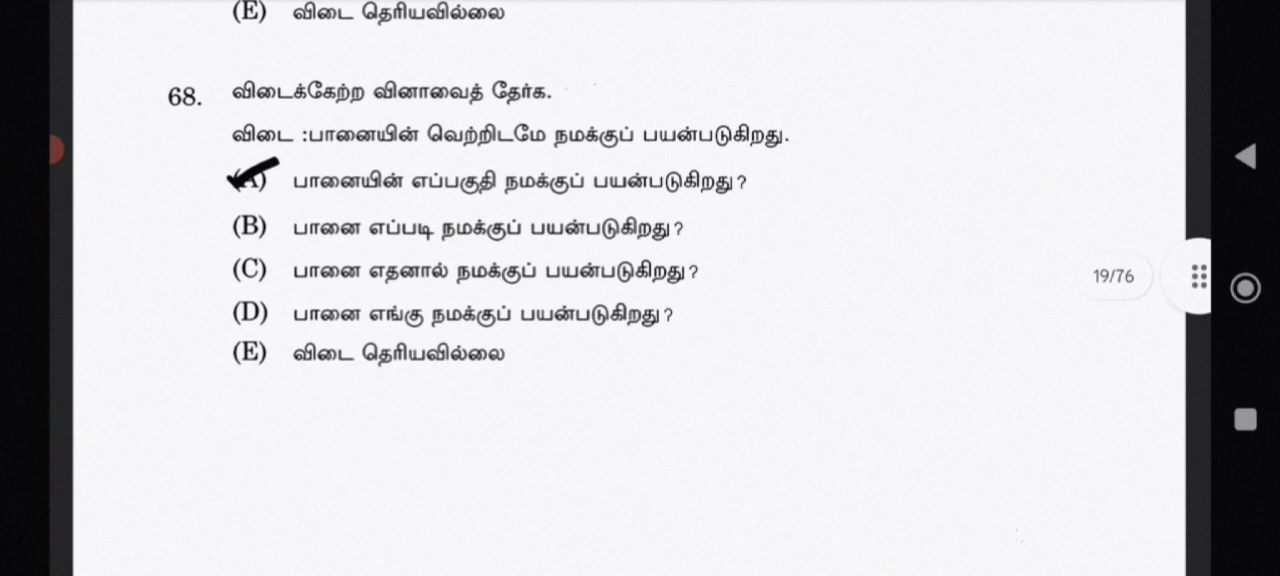 (E) விடை தெரியவில்லை
68. விடைக்கேற்ற வினாவைத் தேர்க.
விடை :பானையின் வெற்றிடமே நமக்குப் பயன்படுகிறது.
(A) பானையின் எப்பகுதி நமக்குப் பயன்படுகிறது?
(B) பானை எப்படி நமக்குப் பயன்படுகிறது?
(C) பானை எதனால் நமக்குப் பயன்படுகிறது?
19/76
(D) பானை எங்கு நமக்குப் பயன்படுகிறது?
(E) விடை தெரியவில்லை